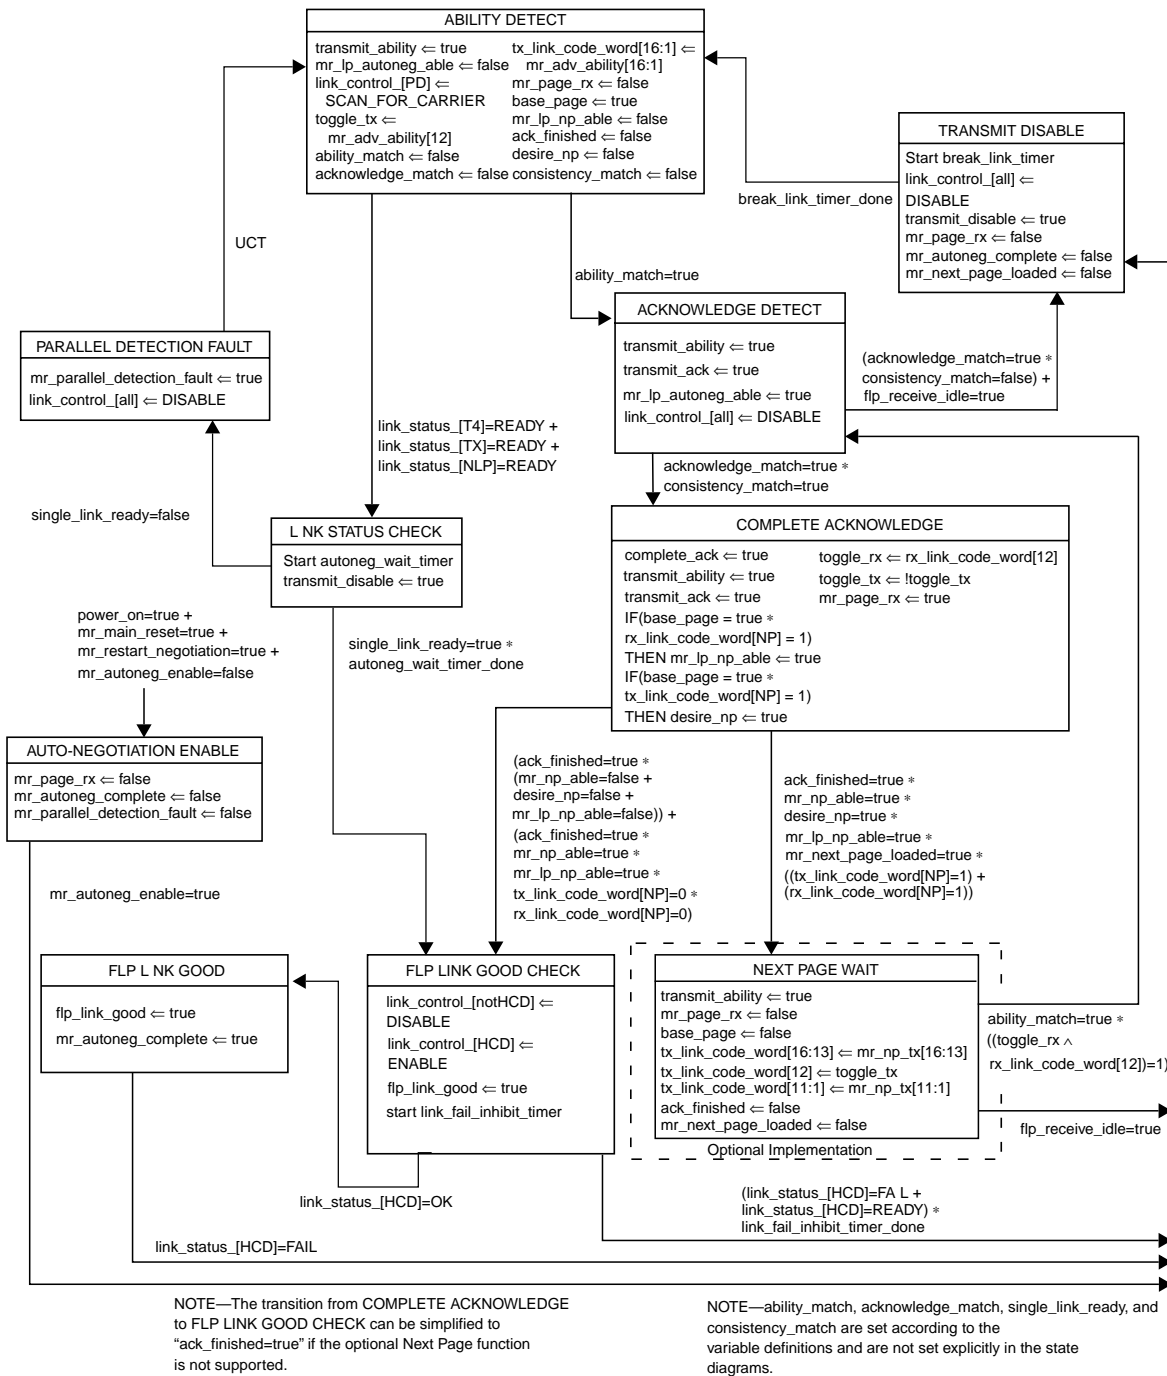 ABILITY DETECT
transmit_ability ⇐ true
mr_lp_autoneg_able ⇐ false
link_control_[PD] ⇐
SCAN_FOR_CARRIER
toggle_tx ⇐
mr_adv_ability[12]
ability_match ⇐ false
acknowledge_match ⇐ false
tx_link_code_word[16:1] ⇐
mr_adv_ability[16:1]
mr_page_rx ⇐ false
base_page ⇐ true
mr_lp_np_able ⇐ false
ack_finished ⇐ false
desire_np ⇐ false
consistency_match ⇐ false
TRANSMIT DISABLE
Start break_link_timer
link_control_[all] ⇐
DISABLE
transmit_disable ⇐ true
mr_page_rx ⇐ false
mr_autoneg_complete ⇐ false
mr_next_page_loaded ⇐ false
break_link_timer_done
UCT
ability_match=true
ACKNOWLEDGE DETECT
transmit_ability ⇐ true
transmit_ack ⇐ true
mr_lp_autoneg_able ⇐ true
link_control_[all] ⇐ DISABLE
(acknowledge_match=true *
consistency_match=false) +
flp_receive_idle=true
PARALLEL DETECTION FAULT
mr_parallel_detection_fault ⇐ true
link_control_[all] ⇐ DISABLE
link_status_[T4]=READY +
link_status_[TX]=READY +
link_status_[NLP]=READY
acknowledge_match=true *
consistency_match=true
single_link_ready=false
L NK STATUS CHECK
Start autoneg_wait_timer
transmit_disable ⇐ true
COMPLETE ACKNOWLEDGE
complete_ack ⇐ true
transmit_ability ⇐ true
transmit_ack ⇐ true
IF(base_page = true *
rx_link_code_word[NP] = 1)
THEN mr_lp_np_able ⇐ true
IF(base_page = true *
tx_link_code_word[NP] = 1)
THEN desire_np ⇐ true
toggle_rx ⇐ rx_link_code_word[12]
toggle_tx ⇐ !toggle_tx
mr_page_rx ⇐ true
power_on=true +
mr_main_reset=true +
mr_restart_negotiation=true +
mr_autoneg_enable=false
single_link_ready=true *
autoneg_wait_timer_done
AUTO-NEGOTIATION ENABLE
mr_page_rx ⇐ false
mr_autoneg_complete ⇐ false
mr_parallel_detection_fault ⇐ false
(ack_finished=true *
(mr_np_able=false +
desire_np=false +
mr_lp_np_able=false)) +
(ack_finished=true *
mr_np_able=true *
mr_lp_np_able=true *
tx_link_code_word[NP]=0 *
rx_link_code_word[NP]=0)
ack_finished=true *
mr_np_able=true *
desire_np=true *
mr_lp_np_able=true *
mr_next_page_loaded=true *
((tx_link_code_word[NP]=1) +
(rx_link_code_word[NP]=1))
mr_autoneg_enable=true
FLP L NK GOOD
flp_link_good ⇐ true
mr_autoneg_complete ⇐ true
FLP LINK GOOD CHECK
link_control_[notHCD] ⇐
DISABLE
link_control_[HCD] ⇐
ENABLE
flp_link_good ⇐ true
start link_fail_inhibit_timer
NEXT PAGE WAIT
transmit_ability ⇐ true
mr_page_rx ⇐ false
base_page ⇐ false
tx_link_code_word[16:13] ⇐ mr_np_tx[16:13]
tx_link_code_word[12] ⇐ toggle_tx
tx_link_code_word[11:1] ⇐ mr_np_tx[11:1]
ack_finished ⇐ false
mr_next_page_loaded ⇐ false
Optional Implementation
ability_match=true *
((toggle_rx ∧
rx_link_code_word[12])=1)
flp_receive_idle=true
link_status_[HCD]=OK
(link_status_[HCD]=FA L +
link_status_[HCD]=READY) *
link_fail_inhibit_timer_done
link_status_[HCD]=FAIL
NOTE—The transition from COMPLETE ACKNOWLEDGE
to FLP LINK GOOD CHECK can be simplified to
“ack_finished=true” if the optional Next Page function
is not supported.
NOTE—ability_match, acknowledge_match, single_link_ready, and
consistency_match are set according to the
variable definitions and are not set explicitly in the state
diagrams.